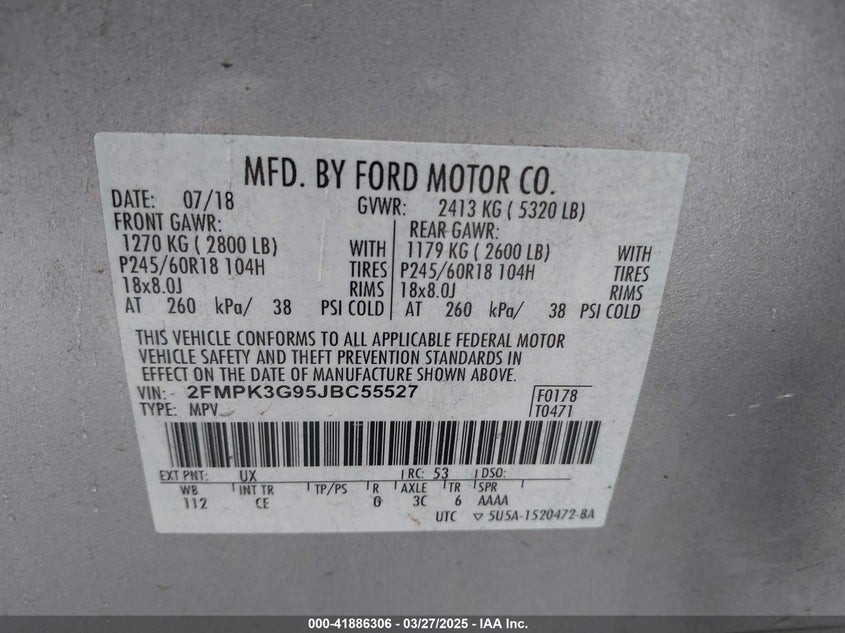 MFD. BY FORD MOTOR CO.
DATE: 07/18 GVWR: 2413 KG ( 5320 LB)
FRONT GAWR: REAR GAWR:
1270 KG ( 2800 LB) WITH 1179 KG ( 2600 LB) WITH
P245/60R18 104H TIRES P245/60R18 104H TIRES
18x8.0J RIMS 18x8.0J RIMS
AT 260 kPa/ 38 PSI COLD AT 260 kPa/ 38 PSI COLD
THIS VEHICLE CONFORMS TO ALL APPLICABLE FEDERAL MOTOR
VEHICLE SAFETY AND THEFT PREVENTION STANDARDS IN
EFFECT ON THE DATE OF MANUFACTURE SHOWN ABOVE.
VIN: 2FMPK3G95JBC55527 F0178
TYPE: MPV T0471
EXT PNT: UX RC: 53 DSO:
WB INT TR TP/PS R AXLE TR SPR
112 CE 0 3C 6 AAAA
UTC ▽ 5U5A-1520472-BA
000-41886306 - 03/27/2025 - IAA Inc.